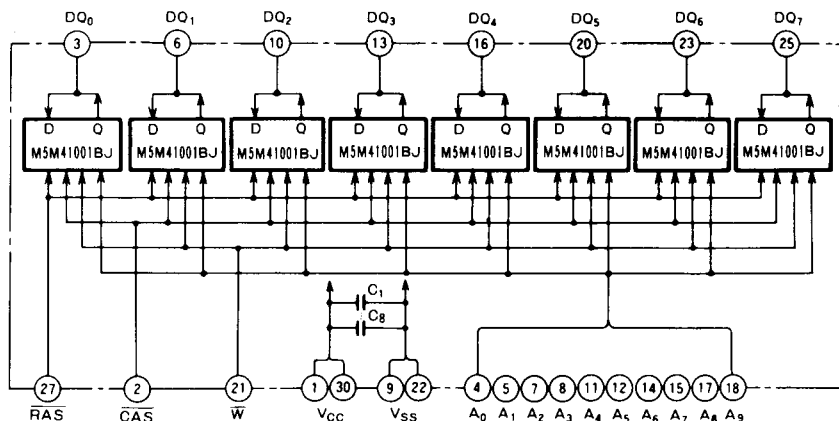 DQ₀ DQ₁ DQ₂ DQ₃ DQ₄ DQ₅ DQ₆ DQ₇
3 6 10 13 16 20 23 25
D Q D Q D Q D Q D Q D Q D Q D Q
M5M41001BJ M5M41001BJ M5M41001BJ M5M41001BJ M5M41001BJ M5M41001BJ M5M41001BJ M5M41001BJ
C₁
C₈
27 2 21 1 30 9 22 4 5 7 8 11 12 14 15 17 18
R̅A̅S̅ C̅A̅S̅ W̅ VCC VSS A₀ A₁ A₂ A₃ A₄ A₅ A₆ A₇ A₈ A₉